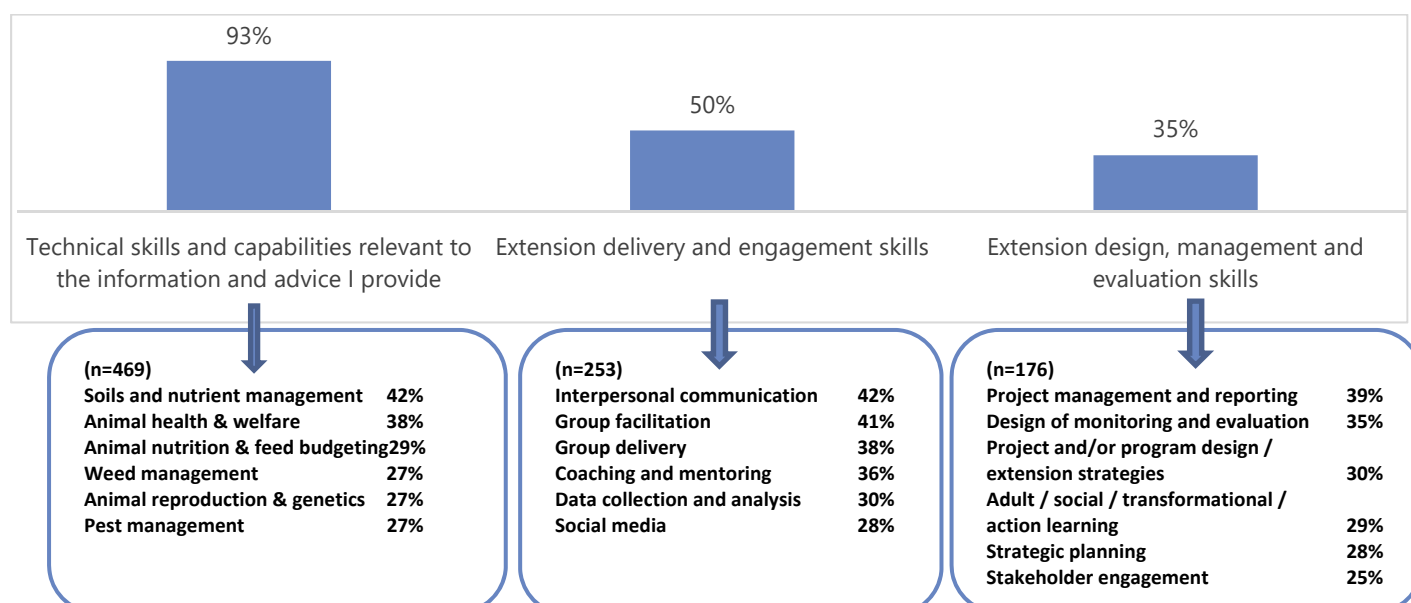 93%
50%
35%
Technical skills and capabilities relevant to
the information and advice I provide
Extension delivery and engagement skills
Extension design, management and
evaluation skills
(n=469)
Soils and nutrient management 42%
Animal health & welfare 38%
Animal nutrition & feed budgeting29%
Weed management 27%
Animal reproduction & genetics 27%
Pest management 27%
(n=253)
Interpersonal communication 42%
Group facilitation 41%
Group delivery 38%
Coaching and mentoring 36%
Data collection and analysis 30%
Social media 28%
(n=176)
Project management and reporting 39%
Design of monitoring and evaluation 35%
Project and/or program design /
extension strategies 30%
Adult / social / transformational /
action learning 29%
Strategic planning 28%
Stakeholder engagement 25%